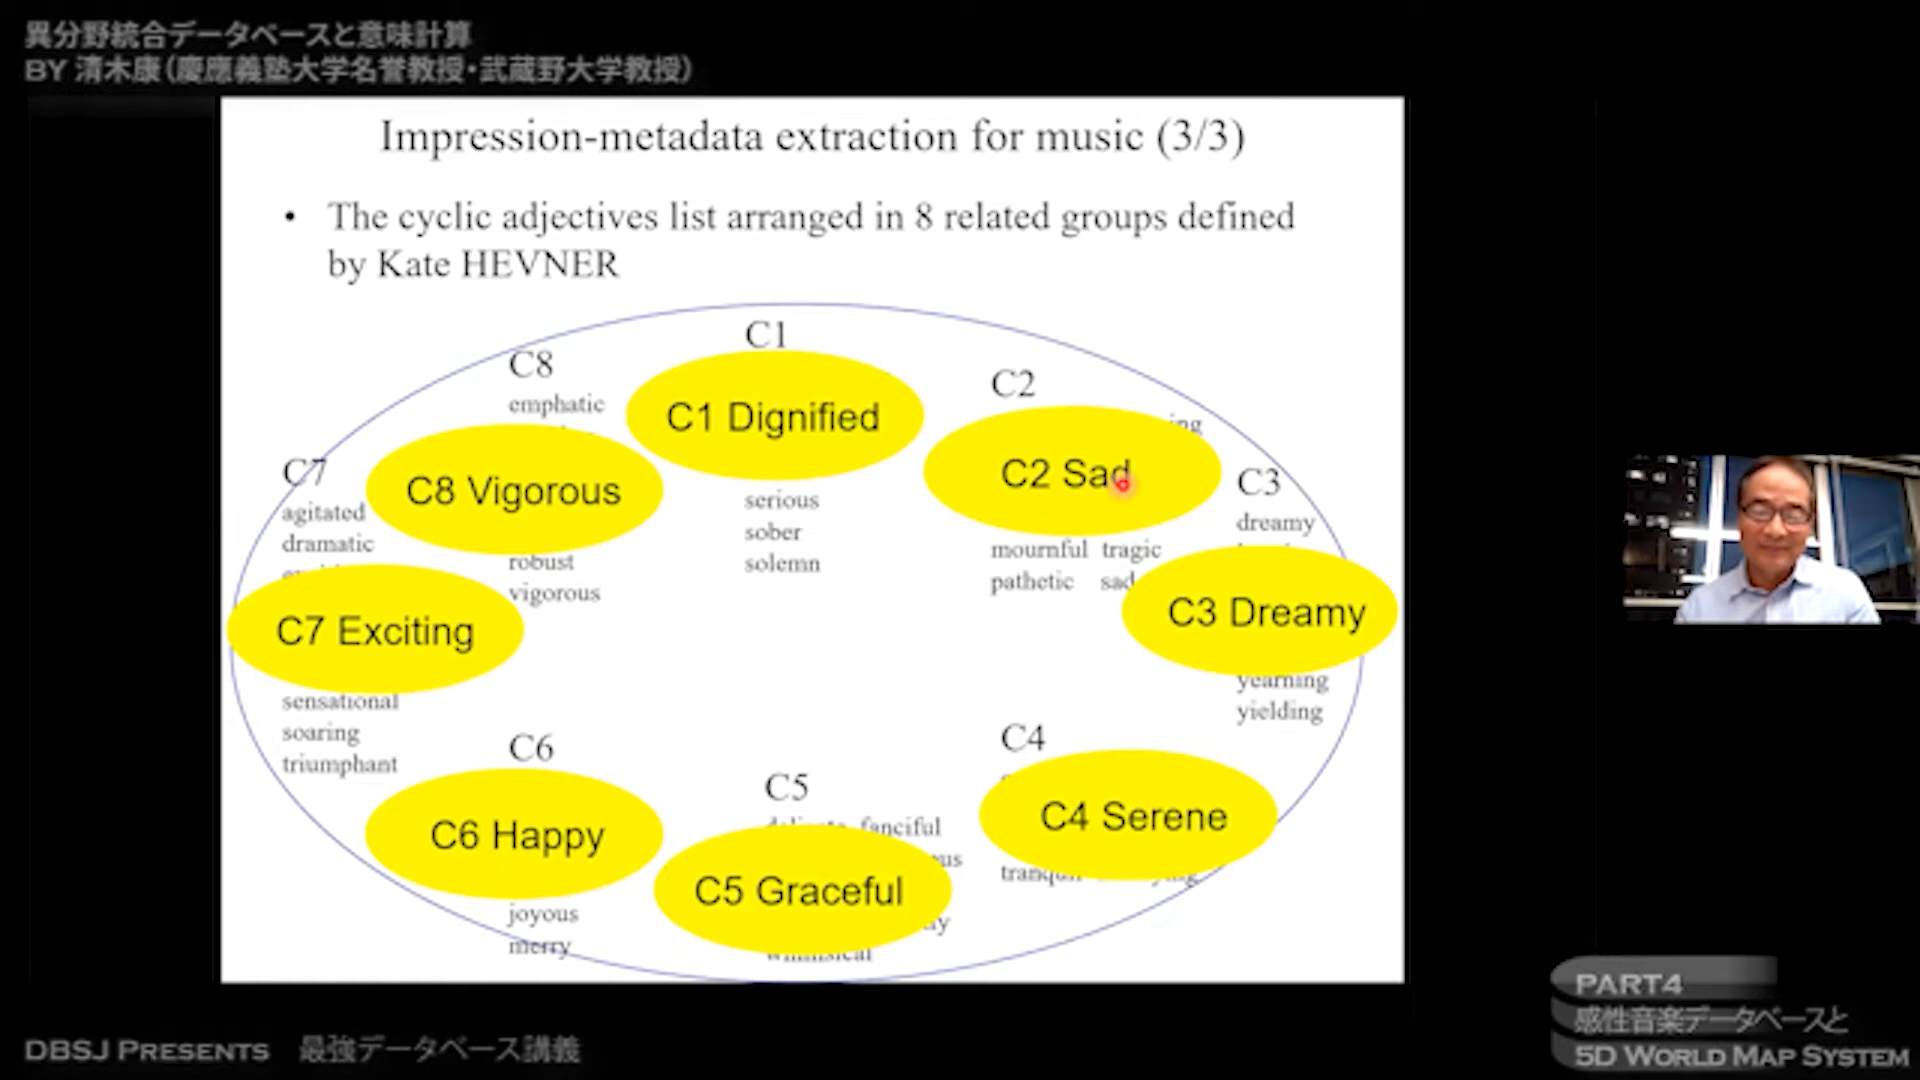 異分野統合データベースと意味計算
BY 清木康（慶應義塾大学名誉教授・武蔵野大学教授）
Impression-metadata extraction for music (3/3)
• The cyclic adjectives list arranged in 8 related groups defined
by Kate HEVNER
C1
C1 Dignified
serious
sober
solemn
C2
C2 Sad
mournful tragic
pathetic sad
C3
dreamy
C3 Dreamy
yearning
yielding
C4
C4 Serene
C5
fanciful
C5 Graceful
whimsical
C6
C6 Happy
joyous
merry
C7
agitated
dramatic
C7 Exciting
sensational
soaring
triumphant
C8
emphatic
C8 Vigorous
robust
vigorous
DBSJ PRESENTS 最強データベース講義
PART4
感性音楽データベースと
5D WORLD MAP SYSTEM